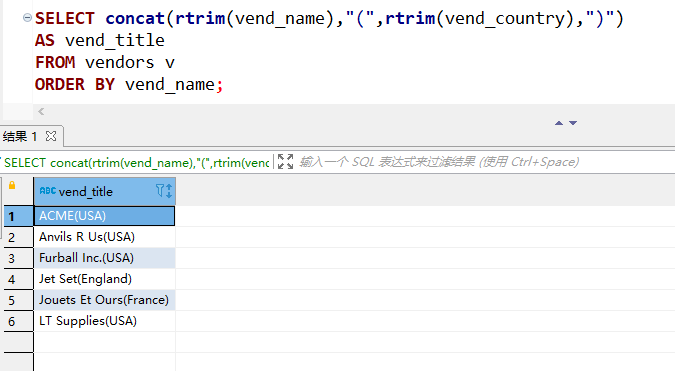 SELECT concat(rtrim(vend_name),"(",rtrim(vend_country),")")
AS vend_title
FROM vendors v
ORDER BY vend_name;
结果 1
SELECT concat(rtrim(vend_name),"(",rtrim(vend 输入一个 SQL 表达式来过滤结果 (使用 Ctrl+Space)
ABC vend_title
1 ACME(USA)
2 Anvils R Us(USA)
3 Furball Inc.(USA)
4 Jet Set(England)
5 Jouets Et Ours(France)
6 LT Supplies(USA)